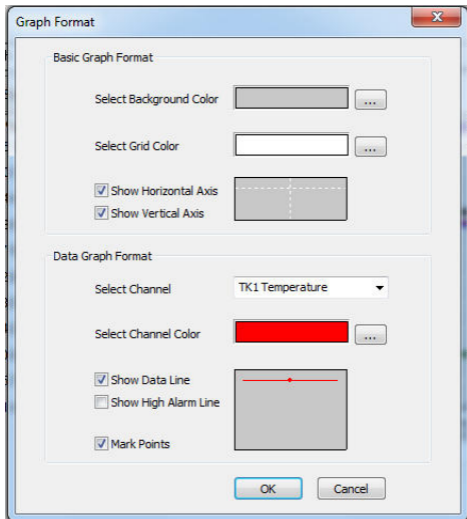 Graph Format
Basic Graph Format
Select Background Color
...
Select Grid Color
...
Show Horizontal Axis
Show Vertical Axis
Data Graph Format
Select Channel
TK1 Temperature
Select Channel Color
...
Show Data Line
Show High Alarm Line
Mark Points
OK
Cancel